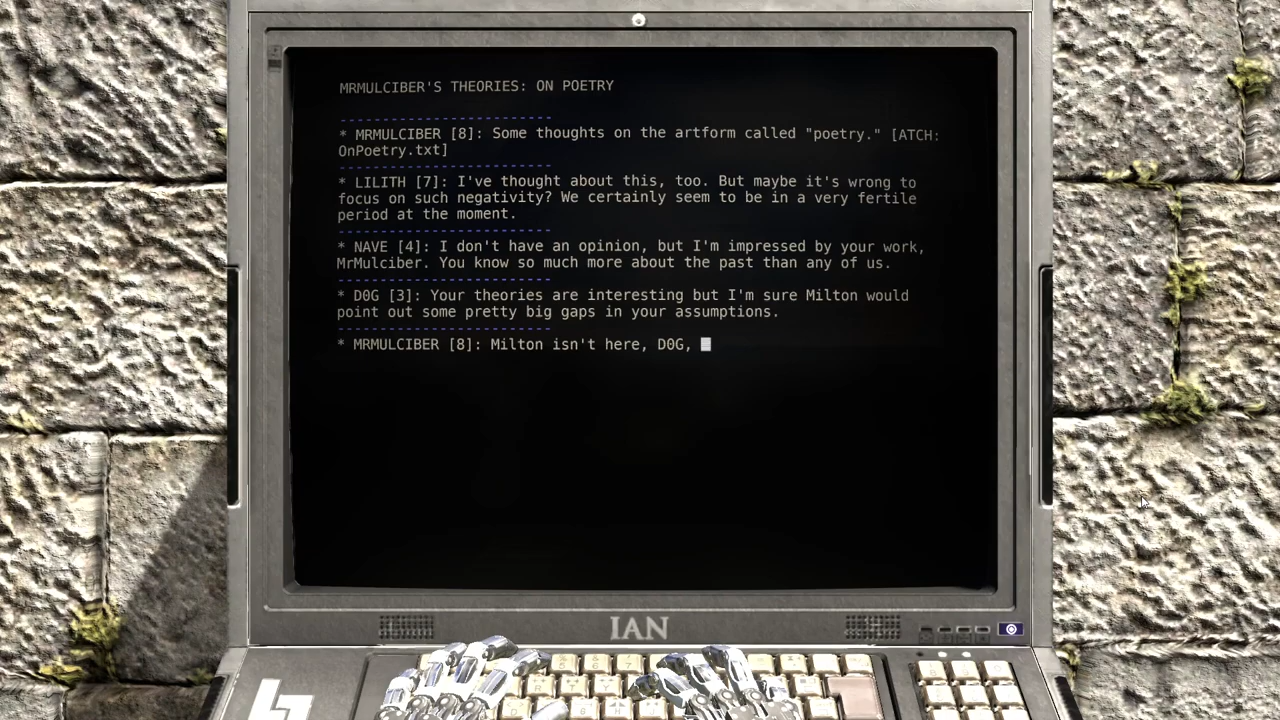 MRMULCIBER'S THEORIES: ON POETRY
-------------------------
* MRMULCIBER [8]: Some thoughts on the artform called "poetry." [ATCH:
OnPoetry.txt]
-------------------------
* LILITH [7]: I've thought about this, too. But maybe it's wrong to
focus on such negativity? We certainly seem to be in a very fertile
period at the moment.
-------------------------
* NAVE [4]: I don't have an opinion, but I'm impressed by your work,
MrMulciber. You know so much more about the past than any of us.
-------------------------
* D0G [3]: Your theories are interesting but I'm sure Milton would
point out some pretty big gaps in your assumptions.
-------------------------
* MRMULCIBER [8]: Milton isn't here, D0G,
IAN